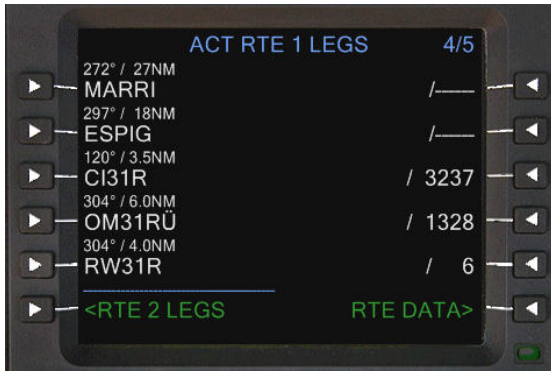 ACT RTE 1 LEGS 4/5
272° / 27NM
MARRI /-----
297° / 18NM
ESPIG /-----
120° / 3.5NM
CI31R / 3237
304° / 6.0NM
OM31RÜ / 1328
304° / 4.0NM
RW31R / 6
<RTE 2 LEGS RTE DATA>